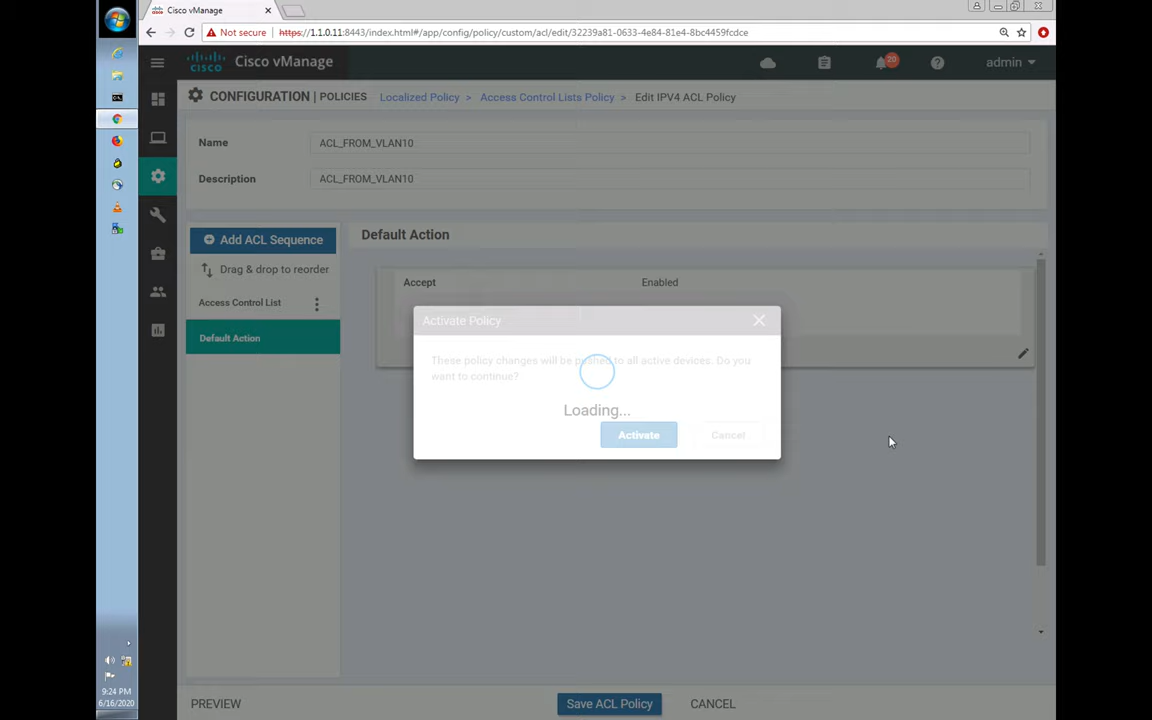 Cisco vManage
Not secure | https://1.1.0.11:8443/index.html#/app/config/policy/custom/acl/edit/32239a81-0633-4e84-81e4-8bc4459fcdce
cisco Cisco vManage
20
admin
CONFIGURATION | POLICIES Localized Policy > Access Control Lists Policy > Edit IPV4 ACL Policy
Name ACL_FROM_VLAN10
Description ACL_FROM_VLAN10
Add ACL Sequence
Drag & drop to reorder
Access Control List
Default Action
Default Action
Accept Enabled
Activate Policy
These policy changes will be pushed to all active devices. Do you
want to continue?
Loading...
Activate Cancel
PREVIEW Save ACL Policy CANCEL
9:24 PM
6/16/2020